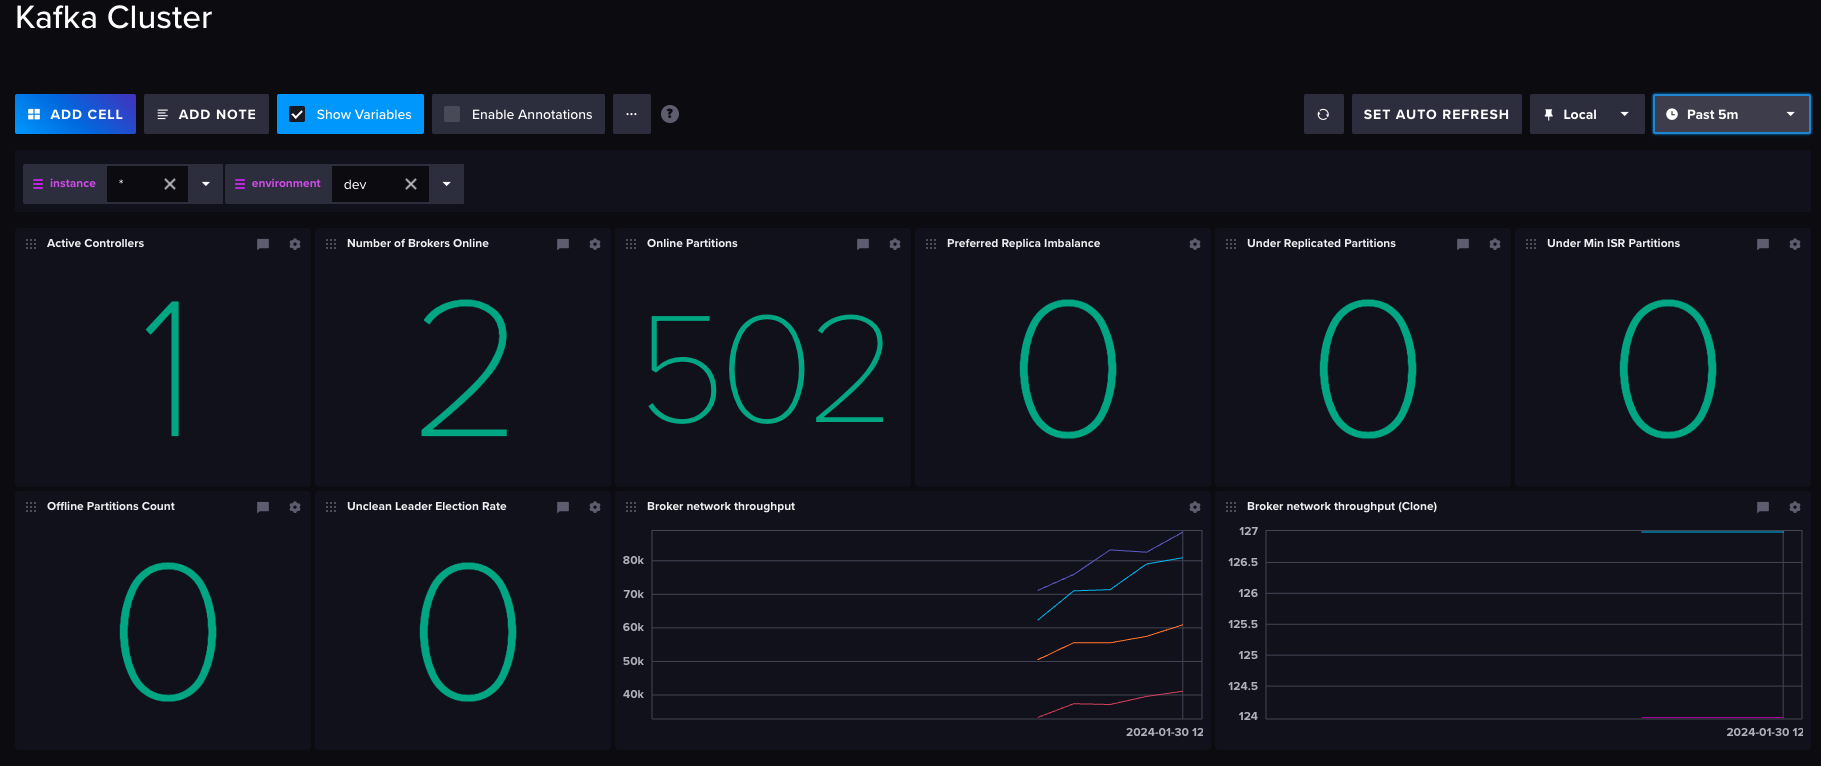 Kafka Cluster
ADD CELL ADD NOTE Show Variables Enable Annotations ... ? SET AUTO REFRESH Local Past 5m
instance * environment dev
Active Controllers Number of Brokers Online Online Partitions Preferred Replica Imbalance Under Replicated Partitions Under Min ISR Partitions
1 2 502 0 0 0
Offline Partitions Count Unclean Leader Election Rate Broker network throughput Broker network throughput (Clone)
0 0
80k
70k
60k
50k
40k
2024-01-30 12
127
126.5
126
125.5
125
124.5
124
2024-01-30 12